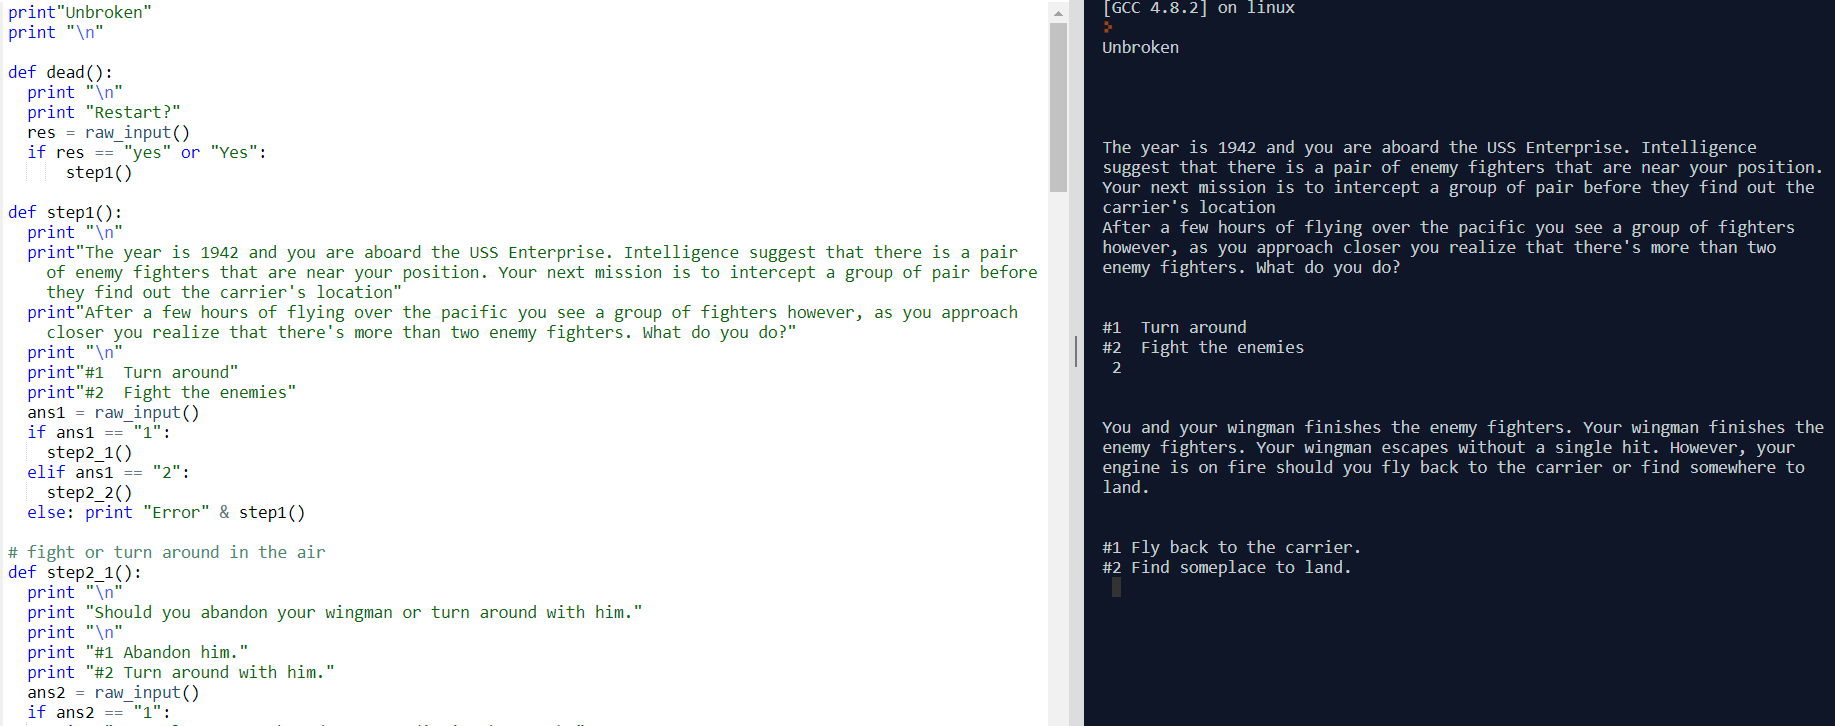 print"Unbroken"
print "\n"
def dead():
print "\n"
print "Restart?"
res = raw_input()
if res == "yes" or "Yes":
step1()
def step1():
print "\n"
print"The year is 1942 and you are aboard the USS Enterprise. Intelligence suggest that there is a pair
of enemy fighters that are near your position. Your next mission is to intercept a group of pair before
they find out the carrier's location"
print"After a few hours of flying over the pacific you see a group of fighters however, as you approach
closer you realize that there's more than two enemy fighters. What do you do?"
print "\n"
print"#1  Turn around"
print"#2  Fight the enemies"
ans1 = raw_input()
if ans1 == "1":
step2_1()
elif ans1 == "2":
step2_2()
else: print "Error" & step1()
# fight or turn around in the air
def step2_1():
print "\n"
print "Should you abandon your wingman or turn around with him."
print "\n"
print "#1 Abandon him."
print "#2 Turn around with him."
ans2 = raw_input()
if ans2 == "1":
[GCC 4.8.2] on linux
Unbroken
The year is 1942 and you are aboard the USS Enterprise. Intelligence
suggest that there is a pair of enemy fighters that are near your position.
Your next mission is to intercept a group of pair before they find out the
carrier's location
After a few hours of flying over the pacific you see a group of fighters
however, as you approach closer you realize that there's more than two
enemy fighters. What do you do?
#1  Turn around
#2  Fight the enemies
2
You and your wingman finishes the enemy fighters. Your wingman finishes the
enemy fighters. Your wingman escapes without a single hit. However, your
engine is on fire should you fly back to the carrier or find somewhere to
land.
#1 Fly back to the carrier.
#2 Find someplace to land.